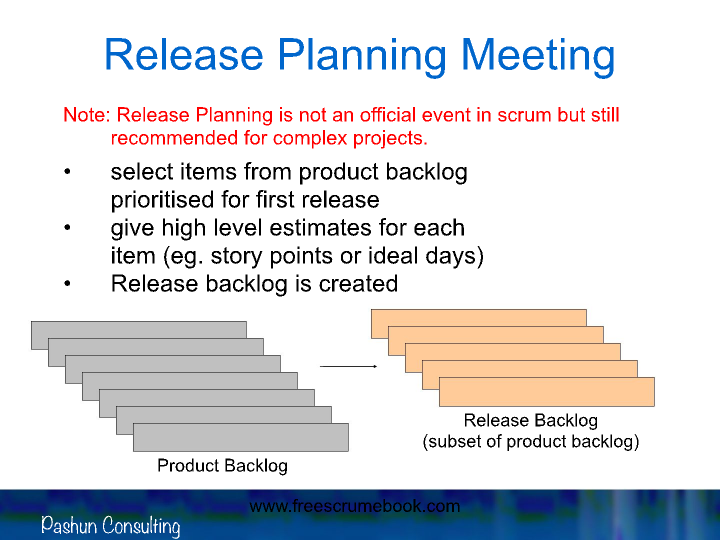 Release Planning Meeting
Note: Release Planning is not an official event in scrum but still
recommended for complex projects.
• select items from product backlog
prioritised for first release
• give high level estimates for each
item (eg. story points or ideal days)
• Release backlog is created
Release Backlog
(subset of product backlog)
Product Backlog
www.freescrumebook.com
Pashun Consulting